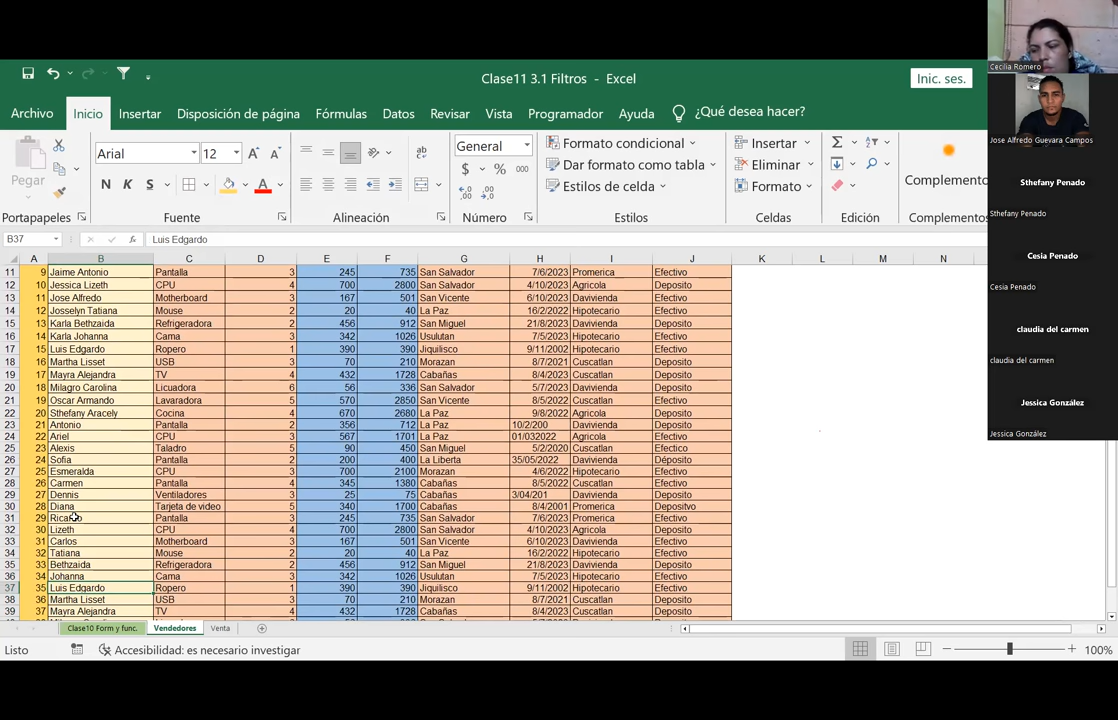 Clase11 3.1 Filtros - Excel
Inic. ses.
Archivo Inicio Insertar Disposición de página Fórmulas Datos Revisar Vista Programador Ayuda ¿Qué desea hacer?
Pegar
Arial 12
N K S
General
$ % 000
Formato condicional
Dar formato como tabla
Estilos de celda
Insertar
Eliminar
Formato
Complemento
Portapapeles Fuente Alineación Número Estilos Celdas Edición Complementos
B37 fx Luis Edgardo
A B C D E F G H I J K L M N
11 9 Jaime Antonio Pantalla 3 245 735 San Salvador 7/6/2023 Promerica Efectivo
12 10 Jessica Lizeth CPU 4 700 2800 San Salvador 4/10/2023 Agricola Deposito
13 11 Jose Alfredo Motherboard 3 167 501 San Vicente 6/10/2023 Davivienda Efectivo
14 12 Josselyn Tatiana Mouse 2 20 40 La Paz 16/2/2022 Hipotecario Efectivo
15 13 Karla Bethzaida Refrigeradora 2 456 912 San Miguel 21/8/2023 Davivienda Deposito
16 14 Karla Johanna Cama 3 342 1026 Usulutan 7/5/2023 Hipotecario Efectivo
17 15 Luis Edgardo Ropero 1 390 390 Jiquilisco 9/11/2002 Hipotecario Efectivo
18 16 Martha Lisset USB 3 70 210 Morazan 8/7/2021 Cuscatlan Deposito
19 17 Mayra Alejandra TV 4 432 1728 Cabañas 8/4/2023 Cuscatlan Deposito
20 18 Milagro Carolina Licuadora 6 56 336 San Salvador 5/7/2023 Davivienda Efectivo
21 19 Oscar Armando Lavaradora 5 570 2850 San Salvador 8/5/2022 Cuscatlan Efectivo
22 20 Sthefany Aracely Cocina 4 670 2680 La Paz 9/8/2022 Agricola Deposito
23 21 Antonio Pantalla 2 356 712 La Paz 10/2/200 Davivienda Deposito
24 22 Ariel CPU 3 567 1701 La Paz 01/032022 Agricola Efectivo
25 23 Alexis Taladro 5 90 450 San Miguel 5/2/2020 Cuscatlan Efectico
26 24 Sofia Pantalla 2 200 400 La Liberta 35/05/2022 Davivienda Déposito
27 25 Esmeralda CPU 3 700 2100 Morazan 4/6/2022 Hipotecario Efectivo
28 26 Carmen Pantalla 4 345 1380 Cabañas 8/5/2022 Cuscatlan Efectivo
29 27 Dennis Ventiladores 3 25 75 Cabañas 3/04/201 Davivienda Deposito
30 28 Diana Tarjeta de video 5 340 1700 Cabañas 8/4/2001 Promerica Depositvo
31 29 Ricardo Pantalla 3 245 735 San Salvador 7/6/2023 Promerica Efectivo
32 30 Lizeth CPU 4 700 2800 San Salvador 4/10/2023 Agricola Deposito
33 31 Carlos Motherboard 3 167 501 San Vicente 6/10/2023 Davivienda Efectivo
34 32 Tatiana Mouse 2 20 40 La Paz 16/2/2022 Hipotecario Efectivo
35 33 Bethzaida Refrigeradora 2 456 912 San Miguel 21/8/2023 Davivienda Deposito
36 34 Johanna Cama 3 342 1026 Usulutan 7/5/2023 Hipotecario Efectivo
37 35 Luis Edgardo Ropero 1 390 390 Jiquilisco 9/11/2002 Hipotecario Efectivo
38 36 Martha Lisset USB 3 70 210 Morazan 8/7/2021 Cuscatlan Deposito
39 37 Mayra Alejandra TV 4 432 1728 Cabañas 8/4/2023 Cuscatlan Deposito
Clase10 Form y func. Vendedores Venta
Listo Accesibilidad: es necesario investigar 100%
Cecilia Romero
Jose Alfredo Guevara Campos
Sthefany Penado
Sthefany Penado
Cesia Penado
Cesia Penado
claudia del carmen
claudia del carmen
Jessica González
Jessica González